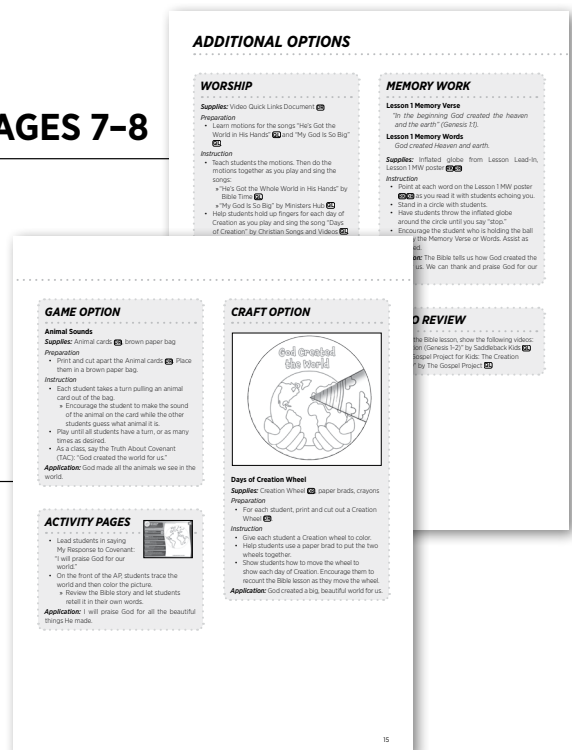 AGES 7–8
ADDITIONAL OPTIONS
WORSHIP
Supplies: Video Quick Links Document
Preparation
• Learn motions for the songs "He's Got the
World in His Hands" QL and "My God Is So Big"
QL
Instruction
• Teach students the motions. Then do the
motions together as you play and sing the
songs:
» "He's Got the Whole World in His Hands" by
Bible Time QL
» "My God Is So Big" by Ministers Hub QL
• Help students hold up fingers for each day of
Creation as you play and sing the song "Days
of Creation" by Christian Songs and Videos QL
MEMORY WORK
Lesson 1 Memory Verse
"In the beginning God created the heaven
and the earth" (Genesis 1:1).
Lesson 1 Memory Words
God created Heaven and earth.
Supplies: Inflated globe from Lesson Lead-In,
Lesson 1 MW poster
Instruction
• Point at each word on the Lesson 1 MW poster
as you read it with students echoing you.
• Stand in a circle with students.
• Have students throw the inflated globe
around the circle until you say "stop."
• Encourage the student who is holding the ball
the Memory Verse or Words. Assist as
The Bible tells us how God created the
us. We can thank and praise God for our
O REVIEW
the Bible lesson, show the following videos:
(Genesis 1–2)" by Saddleback Kids QL
Gospel Project for Kids: The Creation
" by The Gospel Project QL
GAME OPTION
Animal Sounds
Supplies: Animal cards, brown paper bag
Preparation
• Print and cut apart the Animal cards. Place
them in a brown paper bag.
Instruction
• Each student takes a turn pulling an animal
card out of the bag.
» Encourage the student to make the sound
of the animal on the card while the other
students guess what animal it is.
• Play until all students have a turn, or as many
times as desired.
• As a class, say the Truth About Covenant
(TAC): "God created the world for us."
Application: God made all the animals we see in the
world.
ACTIVITY PAGES
• Lead students in saying
My Response to Covenant:
"I will praise God for our
world."
• On the front of the AP, students trace the
world and then color the picture.
» Review the Bible story and let students
retell it in their own words.
Application: I will praise God for all the beautiful
things He made.
CRAFT OPTION
God Created
the World
Days of Creation Wheel
Supplies: Creation Wheel, paper brads, crayons
Preparation
• For each student, print and cut out a Creation
Wheel.
Instruction
• Give each student a Creation wheel to color.
• Help students use a paper brad to put the two
wheels together.
• Show students how to move the wheel to
show each day of Creation. Encourage them to
recount the Bible lesson as they move the wheel.
Application: God created a big, beautiful world for us.
15